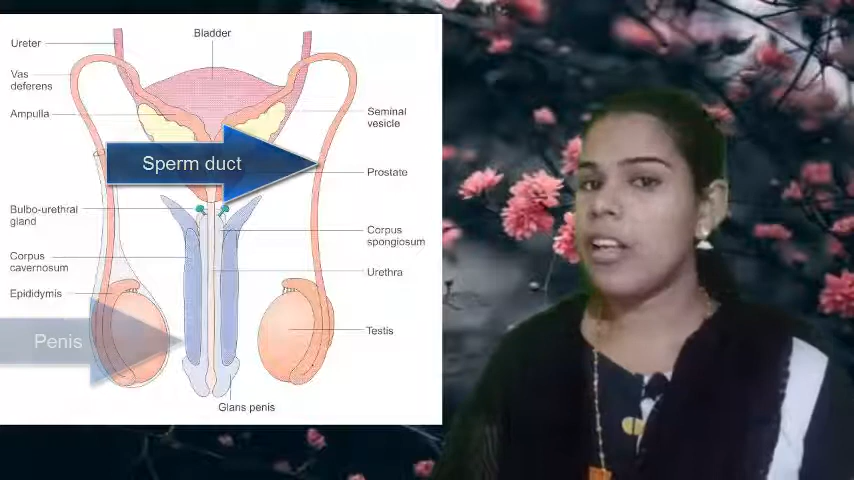 Bladder
Ureter
Vas
deferens
Ampulla
Seminal
vesicle
Sperm duct
Prostate
Bulbo-urethral
gland
Corpus
spongiosum
Corpus
cavernosum
Urethra
Epididymis
Penis
Testis
Glans penis